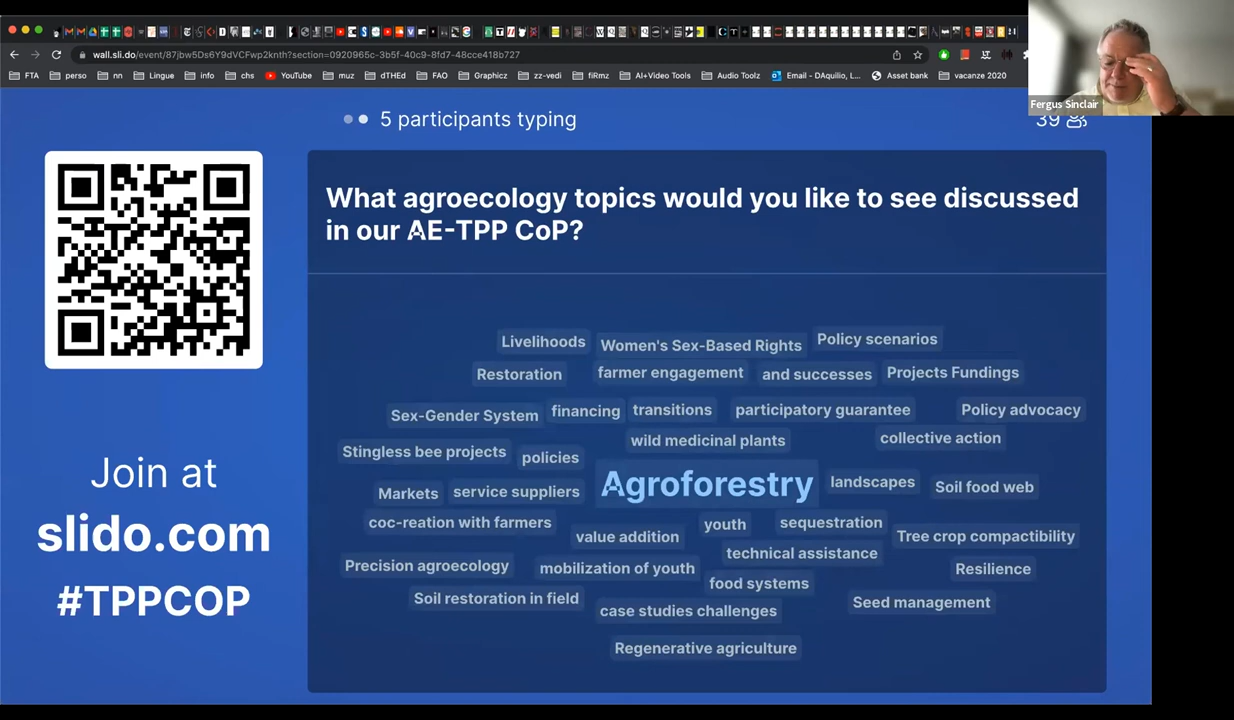 wall.sli.do/event/87jbw5Ds6Y9dVCFwp2knth?section=0920965c-3b5f-40c9-8fd7-48cce418b727
FTA perso nn Lingue info chs YouTube muz dTHEd FAO Graphicz zz-vedi fiRmz AI+Video Tools Audio Toolz Email - DAquilio, L... Asset bank vacanze 2020
Fergus Sinclair
5 participants typing
39
What agroecology topics would you like to see discussed
in our AE-TPP CoP?
Livelihoods Women's Sex-Based Rights Policy scenarios
Restoration farmer engagement and successes Projects Fundings
Sex-Gender System financing transitions participatory guarantee Policy advocacy
Stingless bee projects policies wild medicinal plants collective action
Markets service suppliers Agroforestry landscapes Soil food web
coc-reation with farmers value addition youth sequestration Tree crop compactibility
Precision agroecology mobilization of youth technical assistance Resilience
Soil restoration in field case studies challenges food systems Seed management
Regenerative agriculture
Join at
slido.com
#TPPCOP